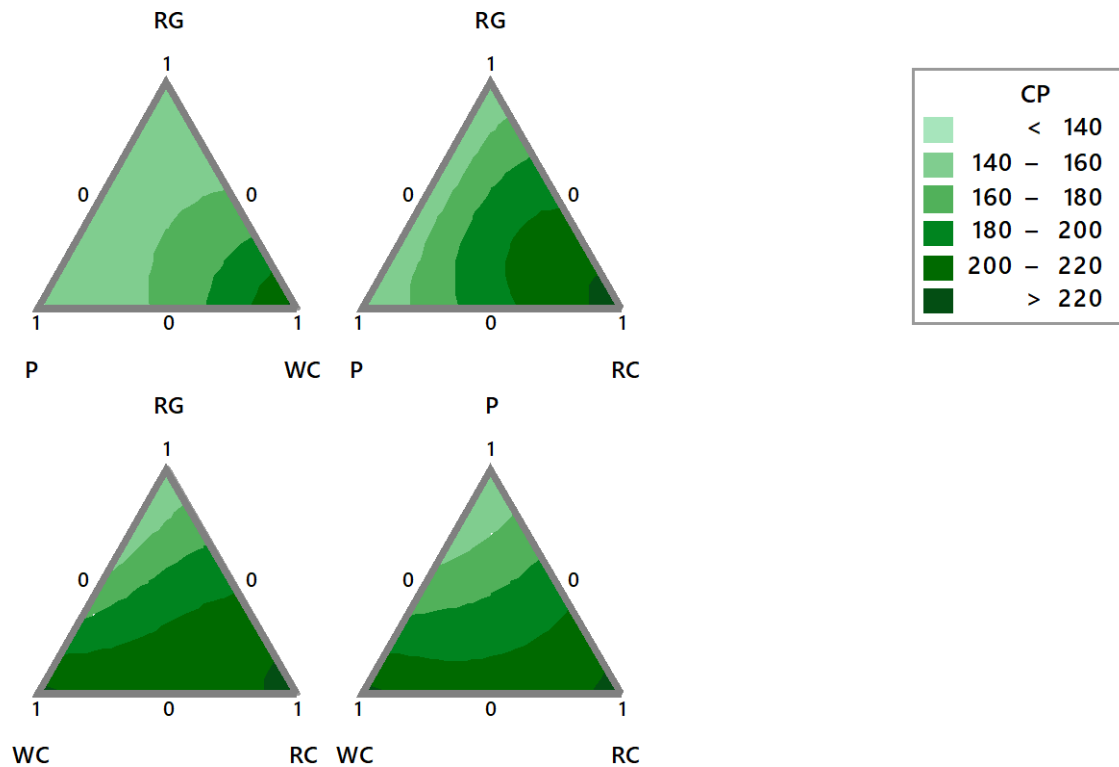 RG RG
1 1
CP
< 140
0 0 0 0
140 – 160
160 – 180
180 – 200
200 – 220
> 220
1 0 1 1 0 1
P WC P RC
RG P
1 1
0 0 0 0
1 0 1 1 0 1
WC RC WC RC